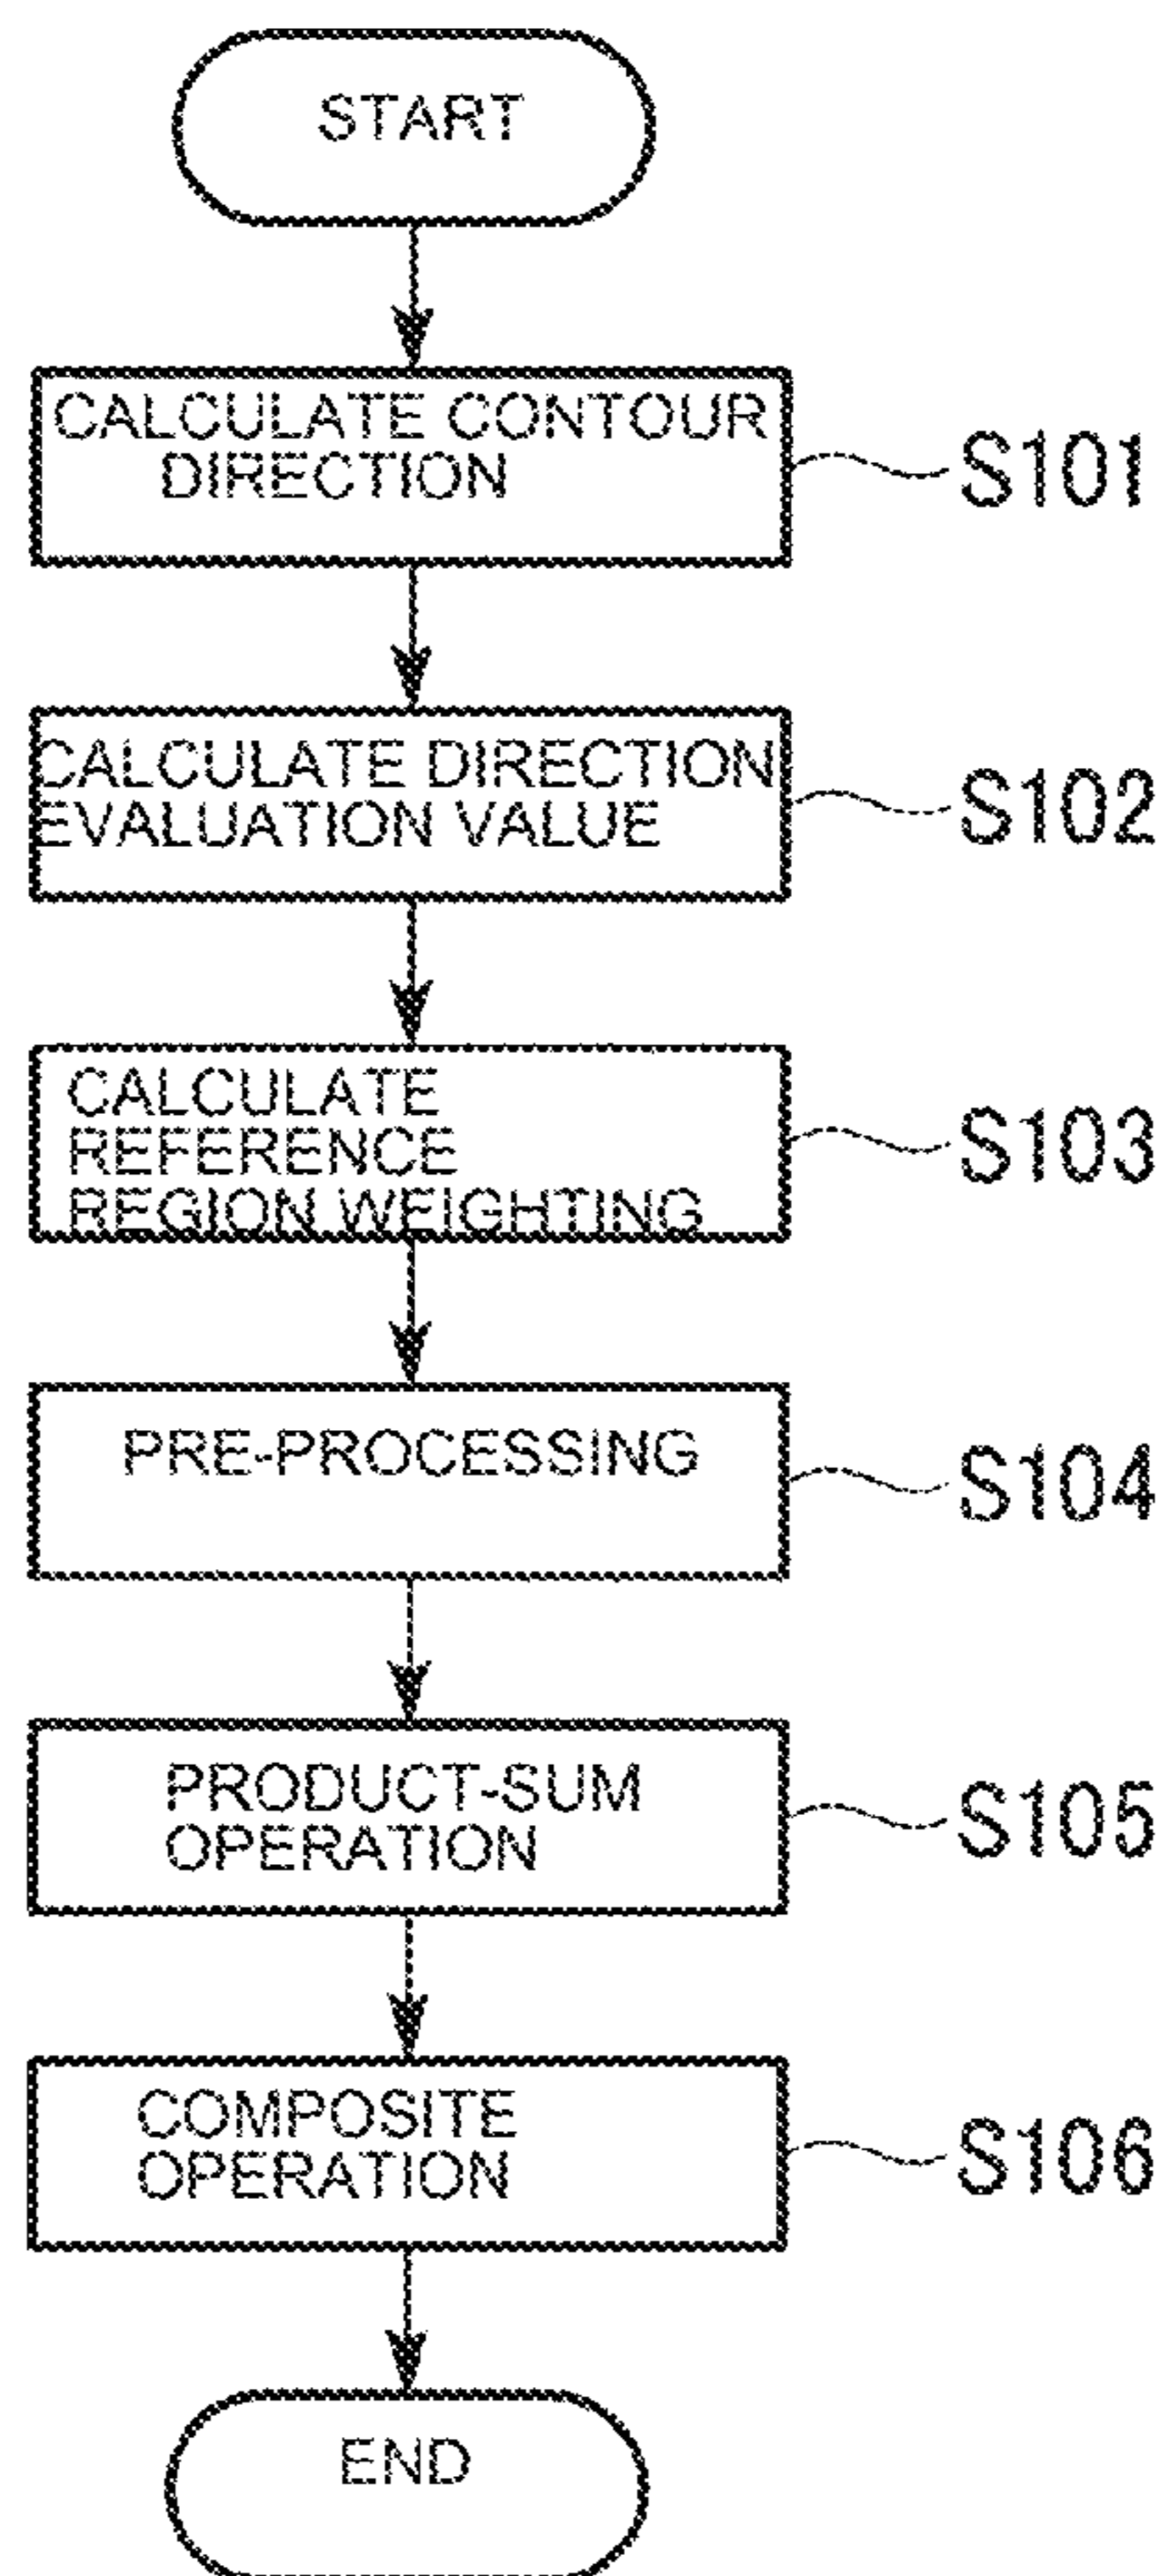 START
CALCULATE CONTOUR
DIRECTION
S101
CALCULATE DIRECTION
EVALUATION VALUE
S102
CALCULATE
REFERENCE
REGION WEIGHTING
S103
PRE-PROCESSING
S104
PRODUCT-SUM
OPERATION
S105
COMPOSITE
OPERATION
S106
END